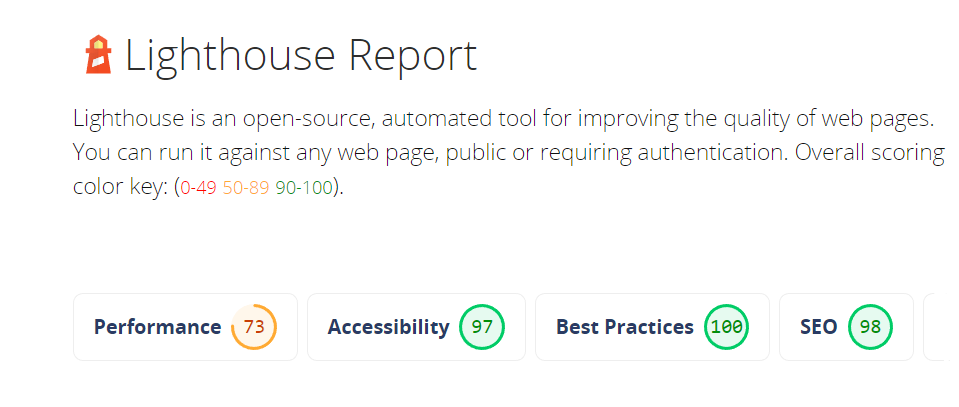 Lighthouse Report
Lighthouse is an open-source, automated tool for improving the quality of web pages.
You can run it against any web page, public or requiring authentication. Overall scoring
color key: (0-49 50-89 90-100).
Performance 73 Accessibility 97 Best Practices 100 SEO 98